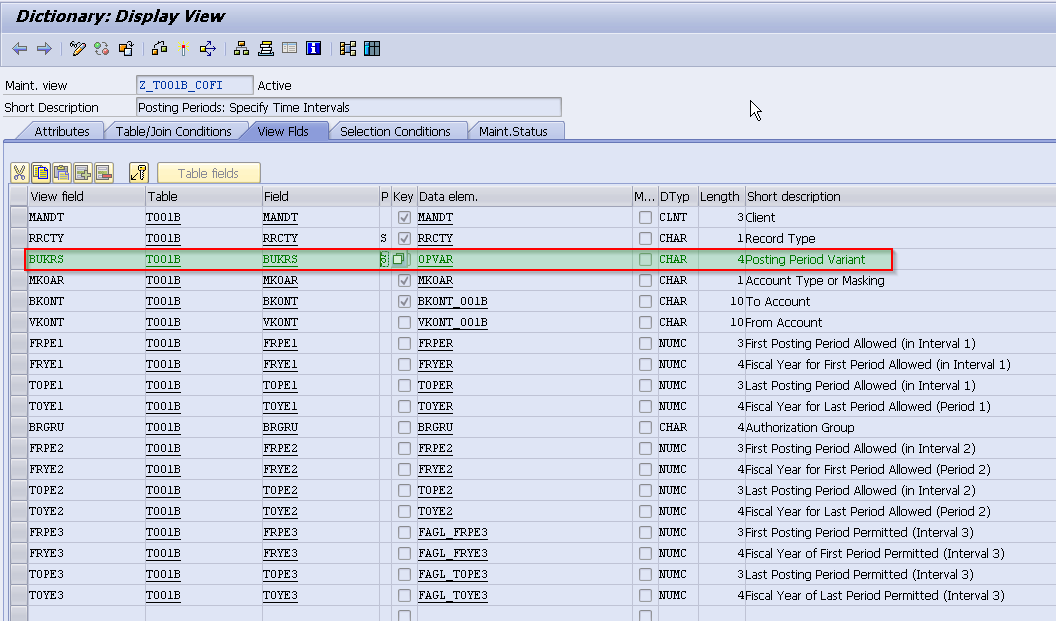 Dictionary: Display View
Maint. view Z_T001B_COFI Active
Short Description Posting Periods: Specify Time Intervals
Attributes Table/Join Conditions View Flds Selection Conditions Maint.Status
Table fields
View field Table Field P Key Data elem. M... DTyp Length Short description
MANDT T001B MANDT MANDT CLNT 3 Client
RRCTY T001B RRCTY S RRCTY CHAR 1 Record Type
BUKRS T001B BUKRS S OPVAR CHAR 4 Posting Period Variant
MKOAR T001B MKOAR MKOAR CHAR 1 Account Type or Masking
BKONT T001B BKONT BKONT_001B CHAR 10 To Account
VKONT T001B VKONT VKONT_001B CHAR 10 From Account
FRPE1 T001B FRPE1 FRPER NUMC 3 First Posting Period Allowed (in Interval 1)
FRYE1 T001B FRYE1 FRYER NUMC 4 Fiscal Year for First Period Allowed (in Interval 1)
TOPE1 T001B TOPE1 TOPER NUMC 3 Last Posting Period Allowed (in Interval 1)
TOYE1 T001B TOYE1 TOYER NUMC 4 Fiscal Year for Last Period Allowed (Period 1)
BRGRU T001B BRGRU BRGRU CHAR 4 Authorization Group
FRPE2 T001B FRPE2 FRPE2 NUMC 3 First Posting Period Allowed (in Interval 2)
FRYE2 T001B FRYE2 FRYE2 NUMC 4 Fiscal Year for First Period Allowed (Period 2)
TOPE2 T001B TOPE2 TOPE2 NUMC 3 Last Posting Period Allowed (in Interval 2)
TOYE2 T001B TOYE2 TOYE2 NUMC 4 Fiscal Year for Last Period Allowed (Period 2)
FRPE3 T001B FRPE3 FAGL_FRPE3 NUMC 3 First Posting Period Permitted (Interval 3)
FRYE3 T001B FRYE3 FAGL_FRYE3 NUMC 4 Fiscal Year of First Period Permitted (Interval 3)
TOPE3 T001B TOPE3 FAGL_TOPE3 NUMC 3 Last Posting Period Permitted (Interval 3)
TOYE3 T001B TOYE3 FAGL_TOYE3 NUMC 4 Fiscal Year of Last Period Permitted (Interval 3)